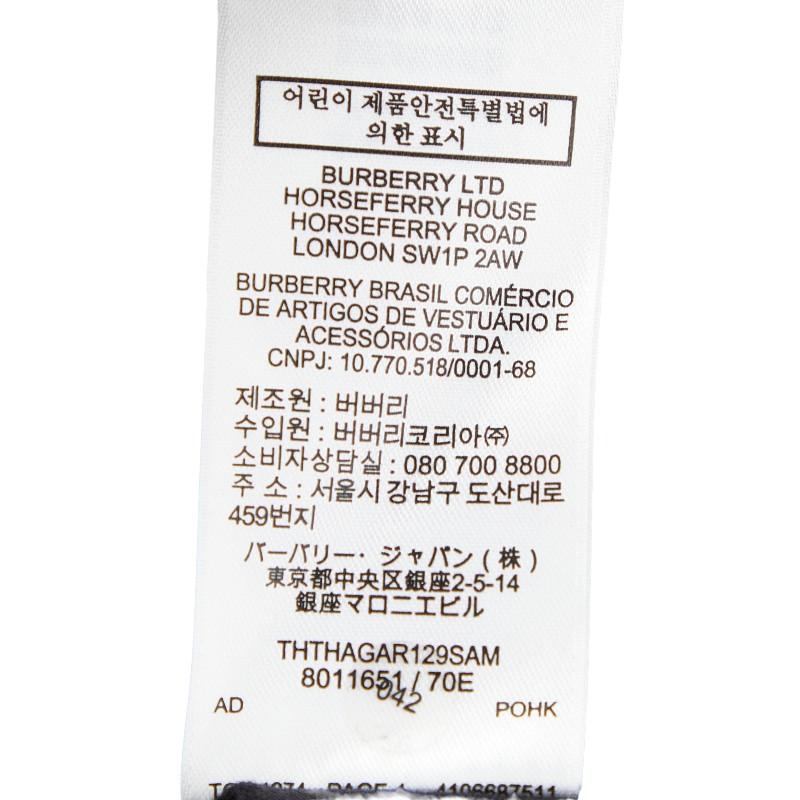 어린이 제품안전특별법에
의한 표시
BURBERRY LTD
HORSEFERRY HOUSE
HORSEFERRY ROAD
LONDON SW1P 2AW
BURBERRY BRASIL COMÉRCIO
DE ARTIGOS DE VESTUÁRIO E
ACESSÓRIOS LTDA.
CNPJ: 10.770.518/0001-68
제조원 : 버버리
수입원 : 버버리코리아㈜
소비자상담실 : 080 700 8800
주 소 : 서울시 강남구 도산대로
459번지
バーバリー・ジャパン ( 株 )
東京都中央区銀座2-5-14
銀座マロニエビル
THTHAGAR129SAM
8011651 / 70E
042
AD POHK
PAGE 4106687511